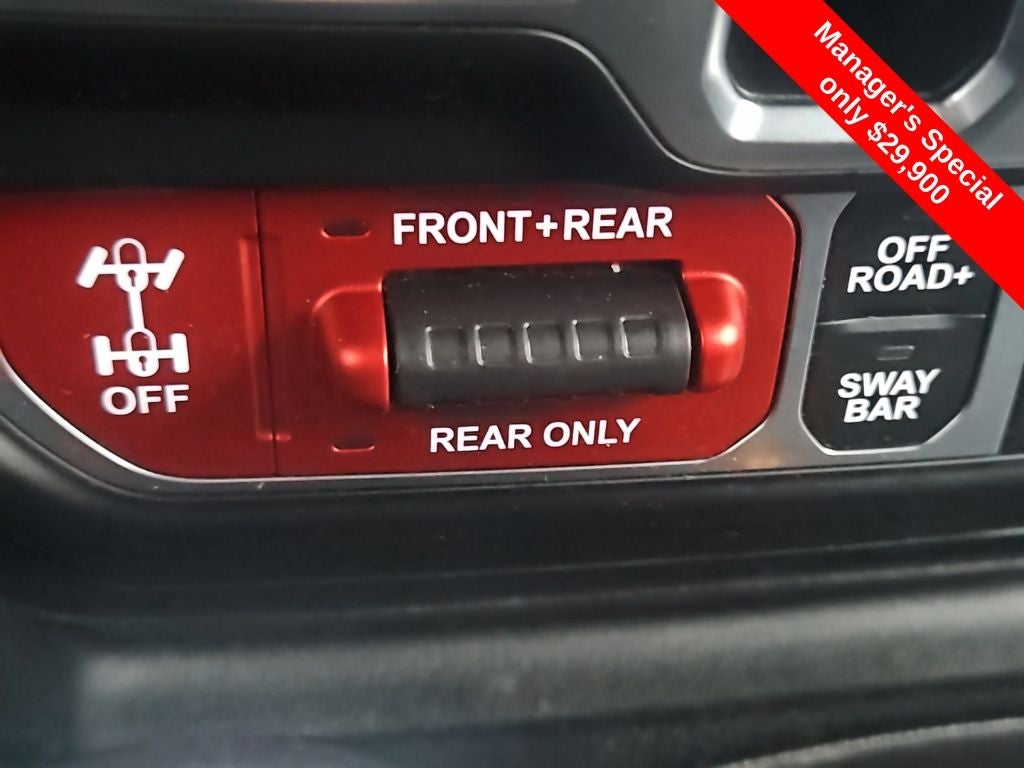 Manager's Special
only $29,900
FRONT+REAR
OFF
ROAD+
OFF
REAR ONLY
SWAY
BAR